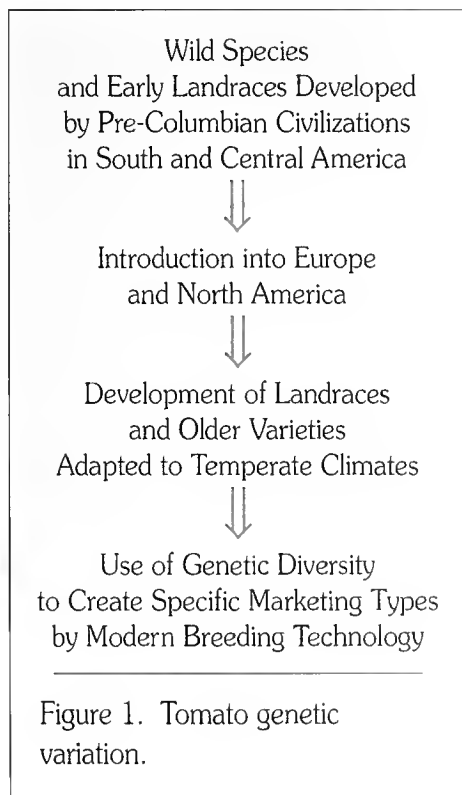 Wild Species
and Early Landraces Developed
by Pre-Columbian Civilizations
in South and Central America
Introduction into Europe
and North America
Development of Landraces
and Older Varieties
Adapted to Temperate Climates
Use of Genetic Diversity
to Create Specific Marketing Types
by Modern Breeding Technology
Figure 1. Tomato genetic
variation.